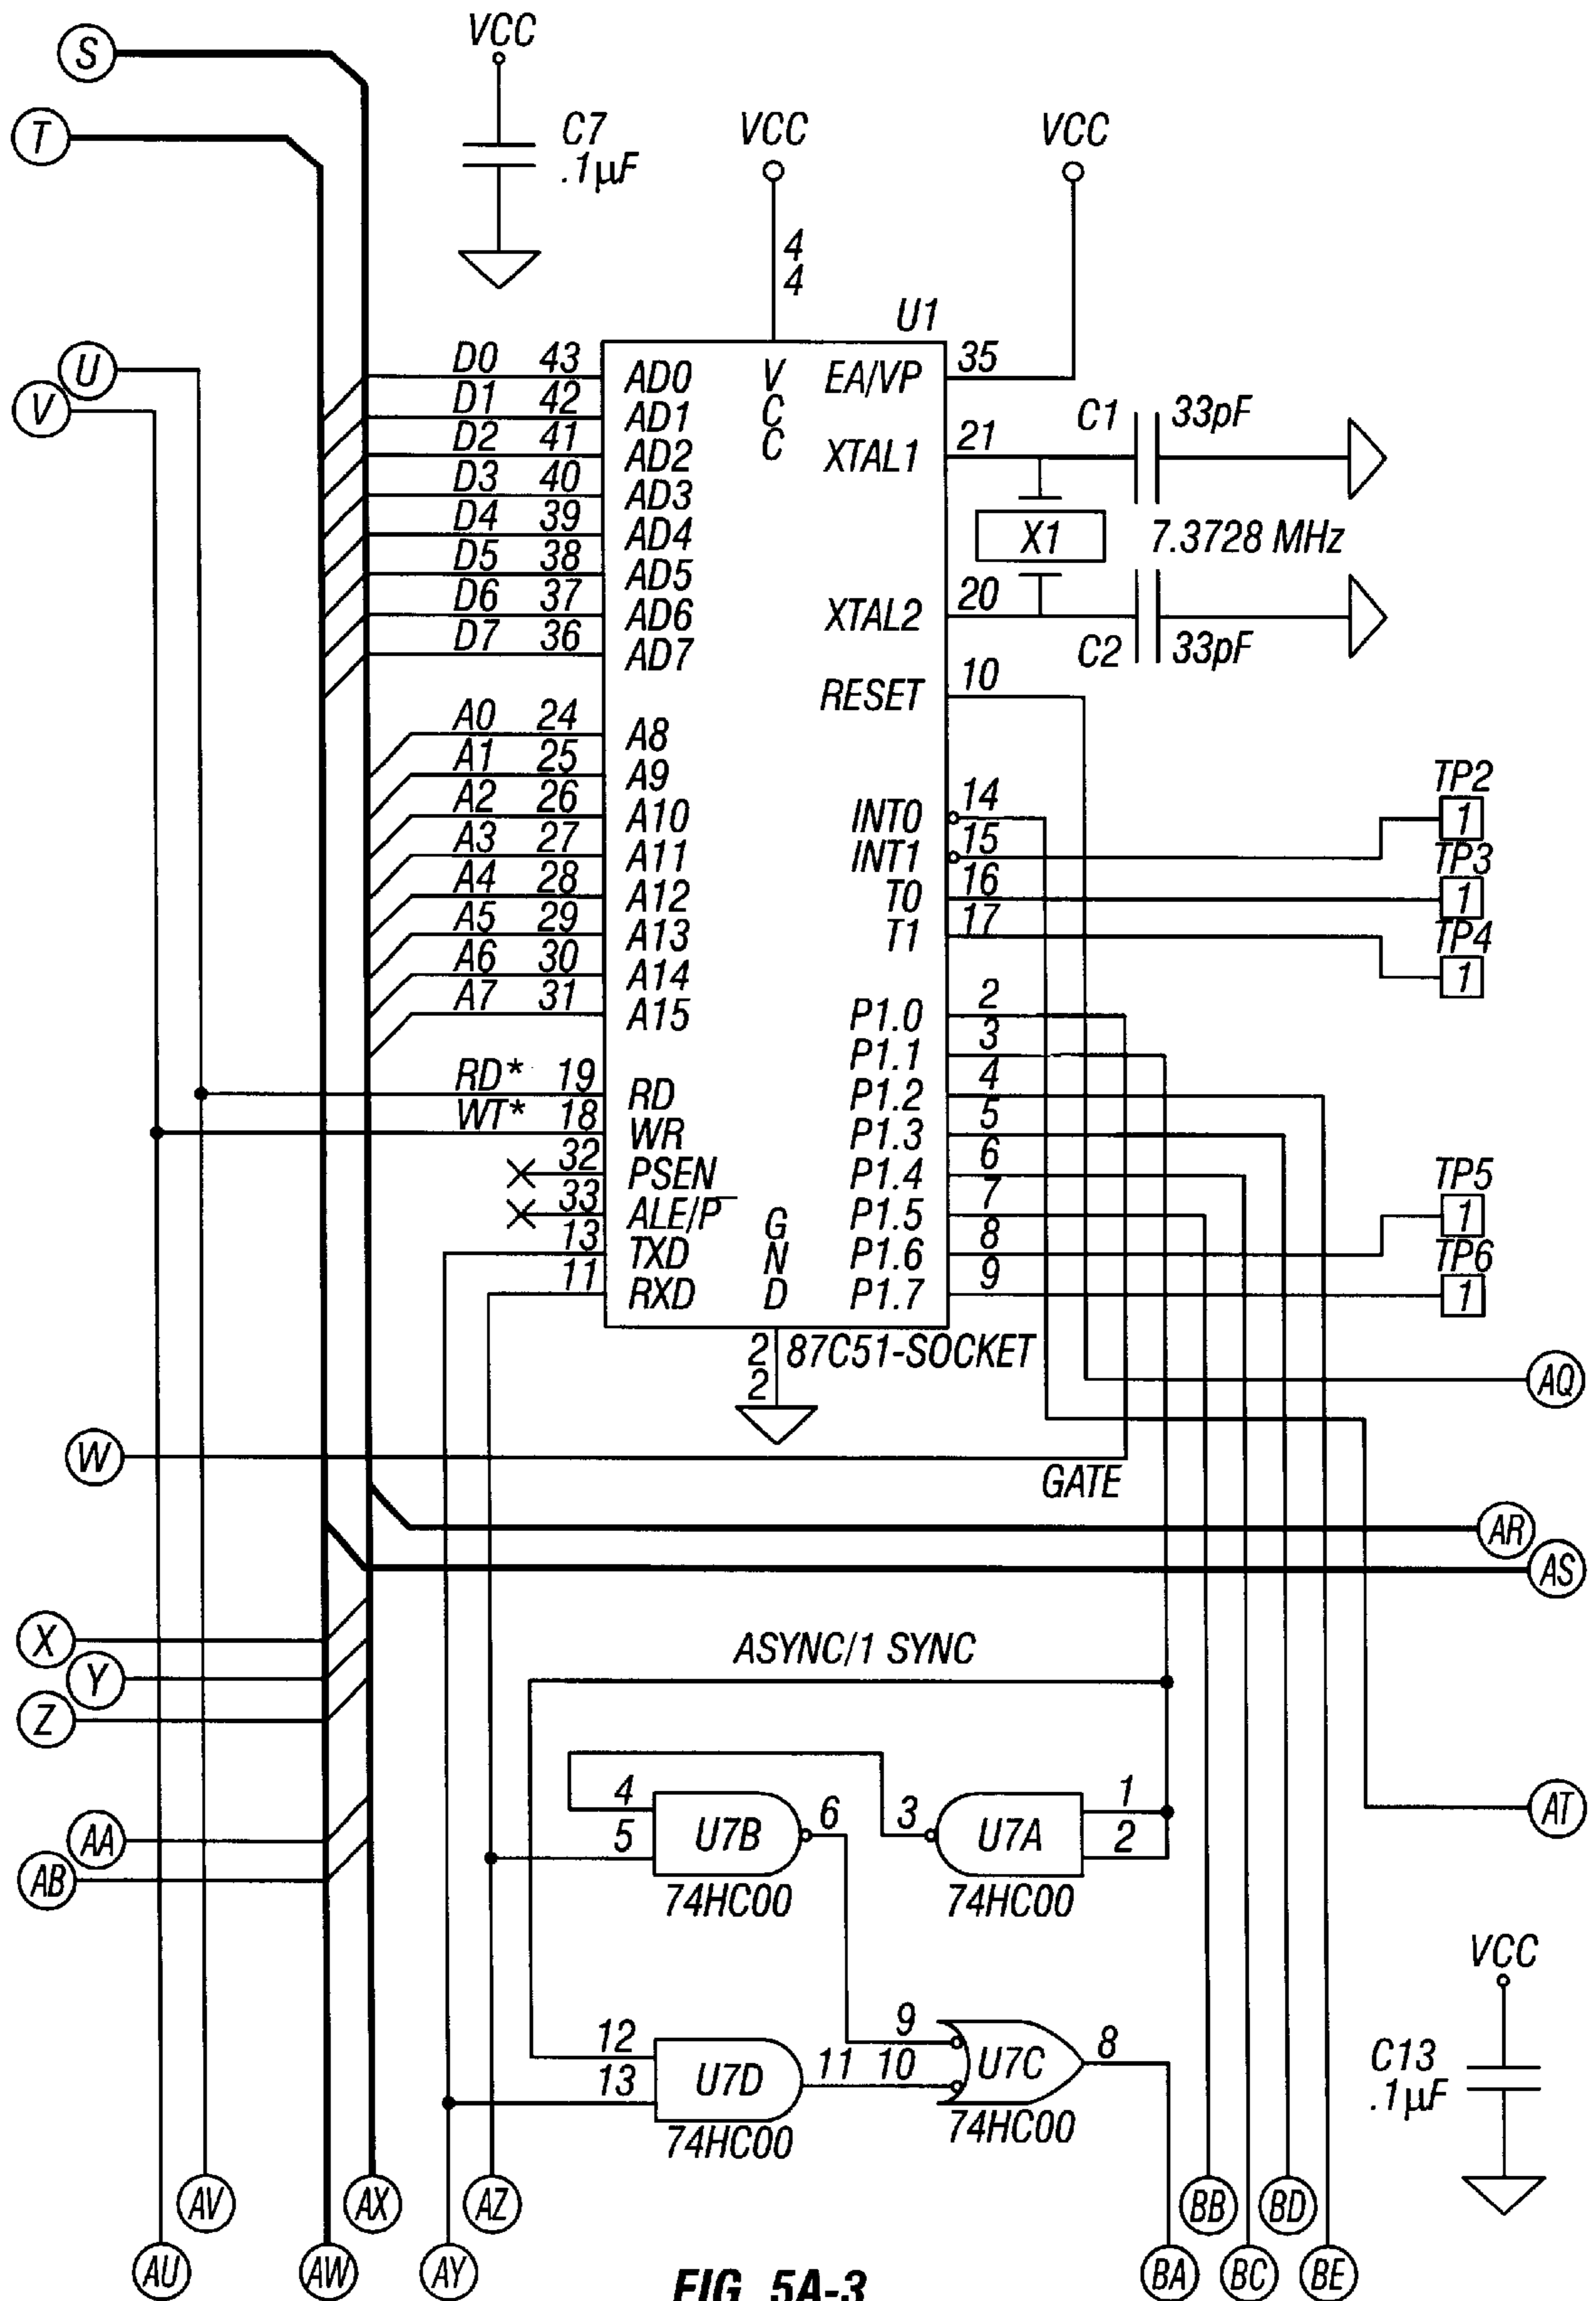 S
VCC
T
C7
.1µF
VCC
VCC
4
4
U1
U
V
D0 43 AD0
D1 42 AD1
D2 41 AD2
D3 40 AD3
D4 39 AD4
D5 38 AD5
D6 37 AD6
D7 36 AD7
V
C
C
EA/VP 35
XTAL1 21
C1 33pF
X1
7.3728 MHz
XTAL2 20
C2 33pF
RESET 10
A0 24 A8
A1 25 A9
A2 26 A10
A3 27 A11
A4 28 A12
A5 29 A13
A6 30 A14
A7 31 A15
INT0 14
INT1 15
T0 16
T1 17
TP2
1
TP3
1
TP4
1
P1.0 2
P1.1 3
P1.2 4
P1.3 5
P1.4 6
P1.5 7
P1.6 8
P1.7 9
RD* 19 RD
WT* 18 WR
32 PSEN
33 ALE/P̅
13 TXD
11 RXD
G
N
D
TP5
1
TP6
1
2
2
87C51-SOCKET
AQ
W
GATE
AR
AS
X
Y
Z
ASYNC/1 SYNC
4
5
U7B
6
3
U7A
1
2
74HC00
74HC00
AT
AA
AB
VCC
12
13
U7D
11
9
10
U7C
8
74HC00
74HC00
C13
.1µF
AV
AX
AZ
BB
BD
AU
AW
AY
BA
BC
BE
FIG. 5A-3